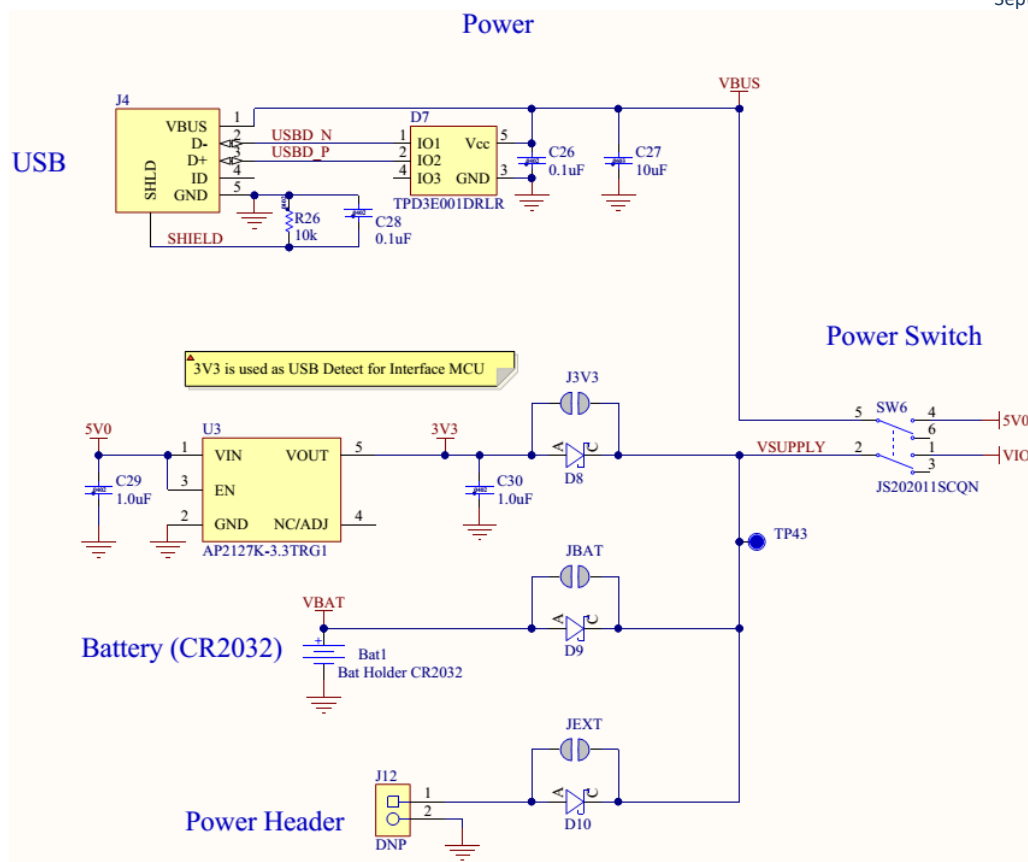 Sept
Power
VBUS
J4
D7
1
VBUS
2
USBD_N
1
IO1
Vcc
5
D-
3
USBD_P
2
IO2
D+
4
4
IO3
GND
3
ID
5
GND
SHLD
TPD3E001DRLR
C26
0.1uF
C27
10uF
USB
R26
10k
C28
0.1uF
SHIELD
Power Switch
3V3 is used as USB Detect for Interface MCU
J3V3
5
SW6
4
5V0
6
VSUPPLY
2
1
VIO
3
JS202011SCQN
5V0
U3
3V3
1
VIN
VOUT
5
A
C
D8
C29
1.0uF
3
EN
C30
1.0uF
2
GND
NC/ADJ
4
AP2127K-3.3TRG1
TP43
JBAT
VBAT
A
C
D9
Battery (CR2032)
+
Bat1
Bat Holder CR2032
JEXT
J12
1
2
A
C
D10
Power Header
DNP